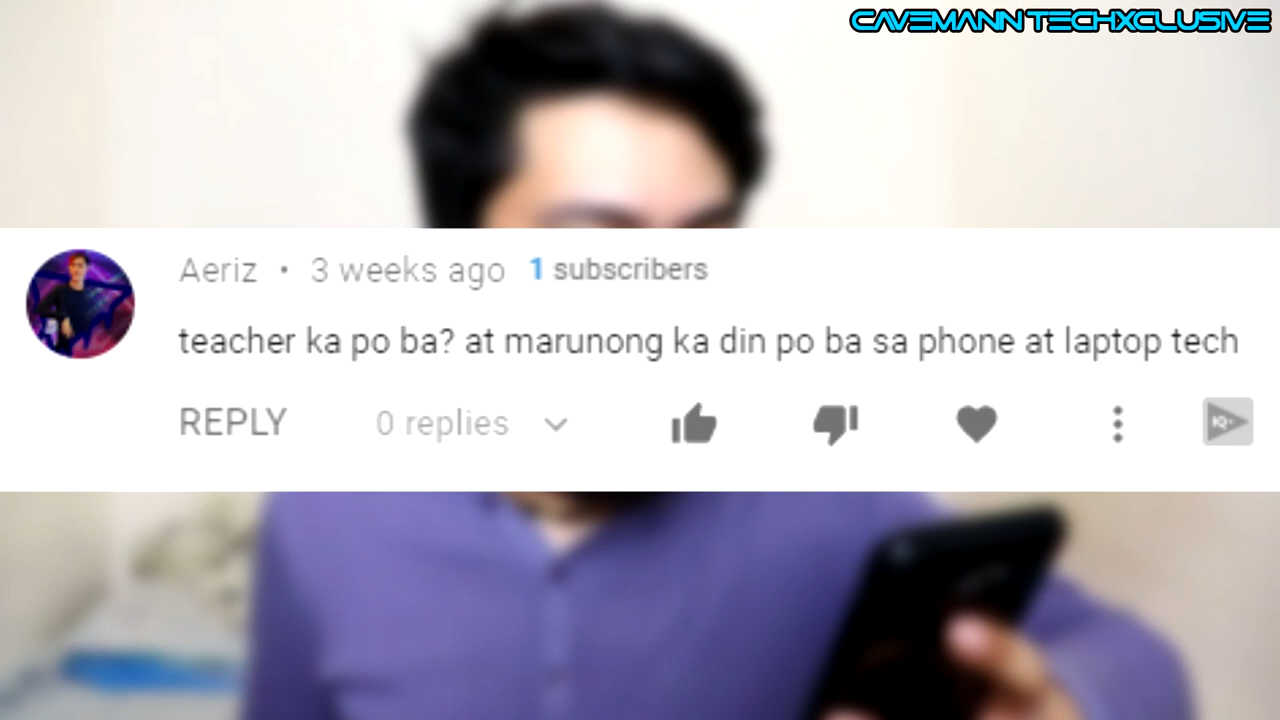 CAVEMANN TECHXCLUSIVE
Aeriz • 3 weeks ago 1 subscribers
teacher ka po ba? at marunong ka din po ba sa phone at laptop tech
REPLY 0 replies IQ+